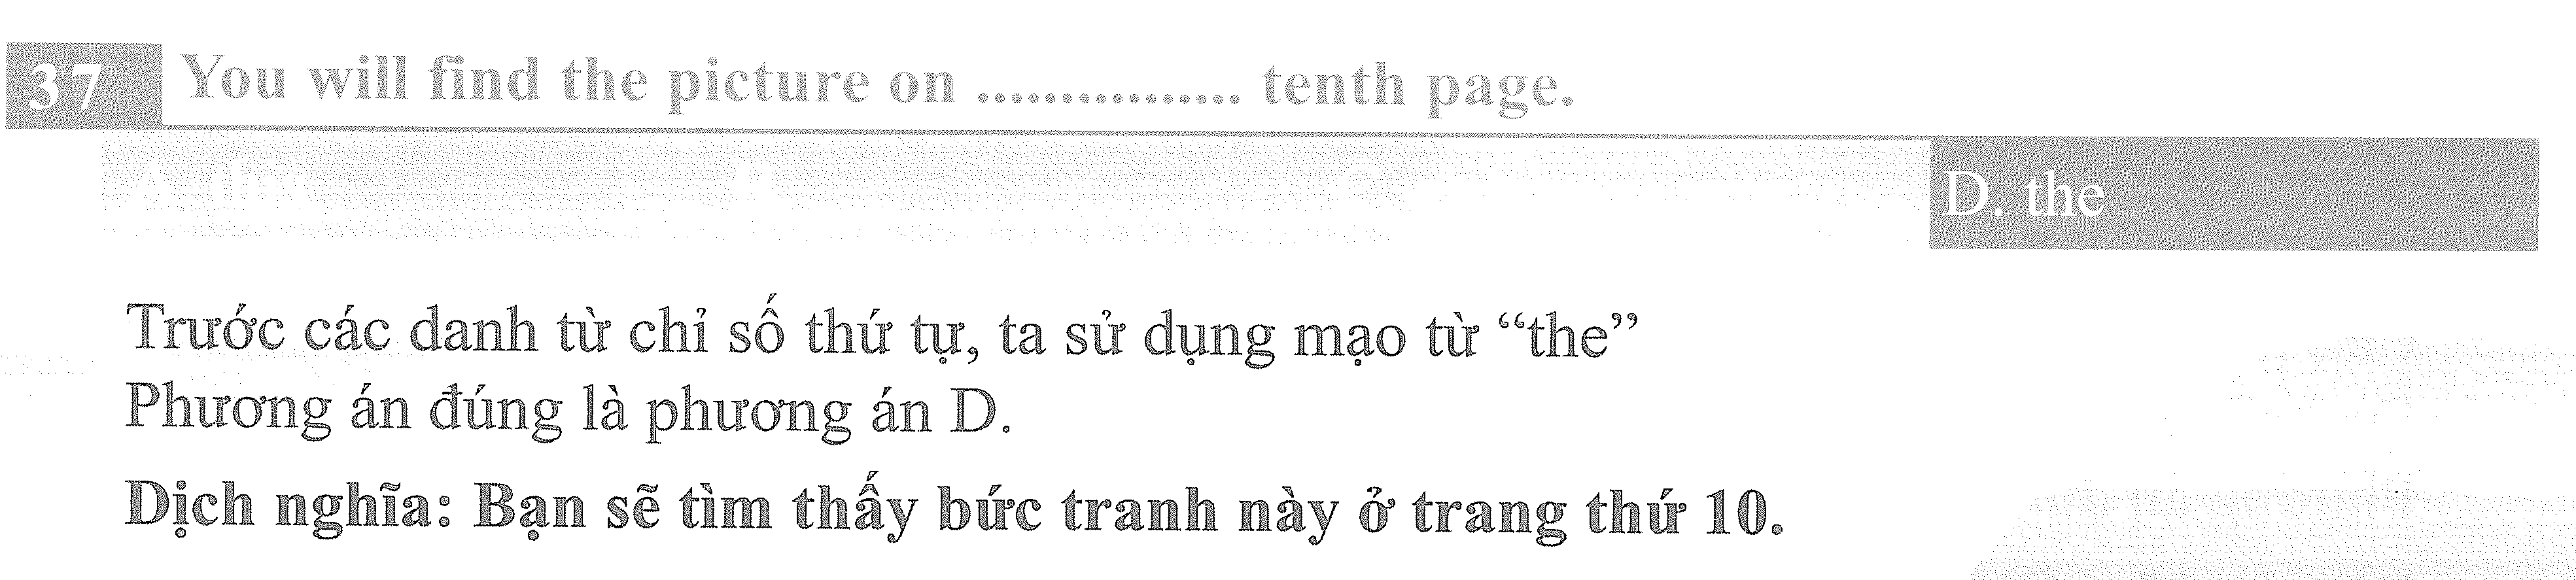 37 You will find the picture on ............... tenth page.
D. the
Trước các danh từ chỉ số thứ tự, ta sử dụng mạo từ “the”
Phương án đúng là phương án D.
Dịch nghĩa: Bạn sẽ tìm thấy bức tranh này ở trang thứ 10.